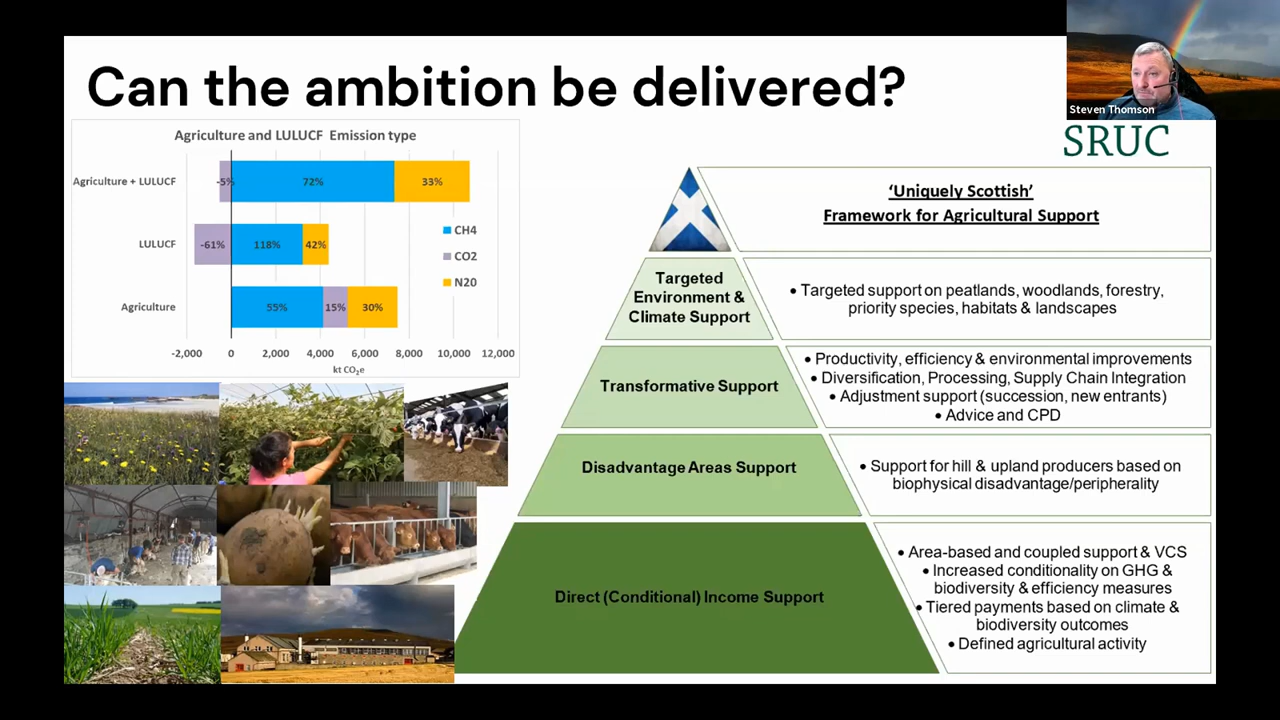 Can the ambition be delivered?
Steven Thomson
SRUC
Agriculture and LULUCF Emission type
Agriculture + LULUCF
-5%
72%
33%
LULUCF
-61%
118%
42%
Agriculture
55%
15%
30%
CH4
CO2
N20
-2,000
0
2,000
4,000
6,000
8,000
10,000
12,000
kt CO₂e
‘Uniquely Scottish’
Framework for Agricultural Support
Targeted
Environment &
Climate Support
• Targeted support on peatlands, woodlands, forestry,
priority species, habitats & landscapes
Transformative Support
• Productivity, efficiency & environmental improvements
• Diversification, Processing, Supply Chain Integration
• Adjustment support (succession, new entrants)
• Advice and CPD
Disadvantage Areas Support
• Support for hill & upland producers based on
biophysical disadvantage/peripherality
Direct (Conditional) Income Support
• Area-based and coupled support & VCS
• Increased conditionality on GHG &
biodiversity & efficiency measures
• Tiered payments based on climate &
biodiversity outcomes
• Defined agricultural activity